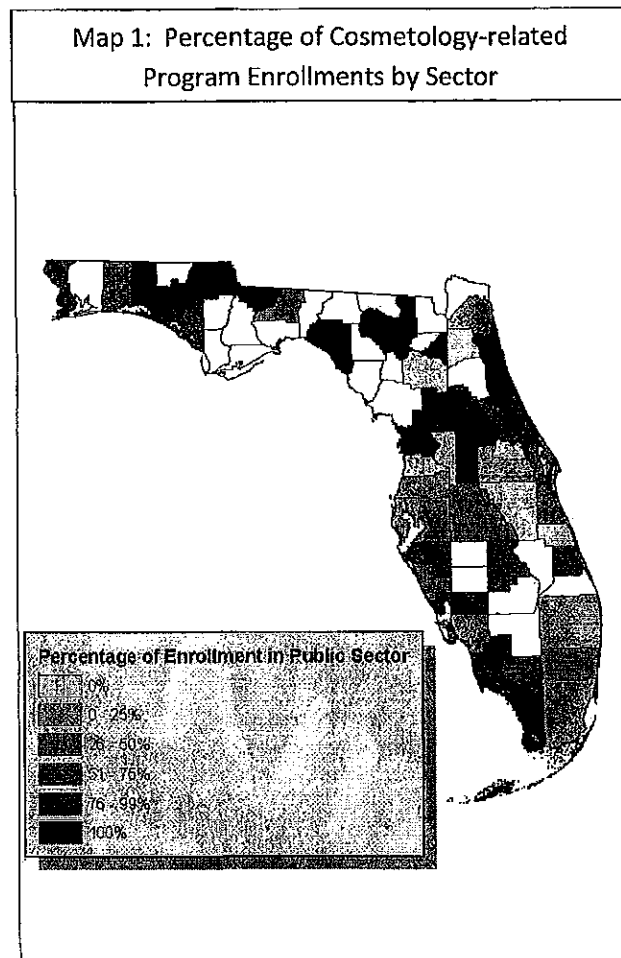 Map 1: Percentage of Cosmetology-related
Program Enrollments by Sector
Percentage of Enrollment in Public Sector
0%
0 - 25%
26 - 50%
51 - 75%
76 - 99%
100%